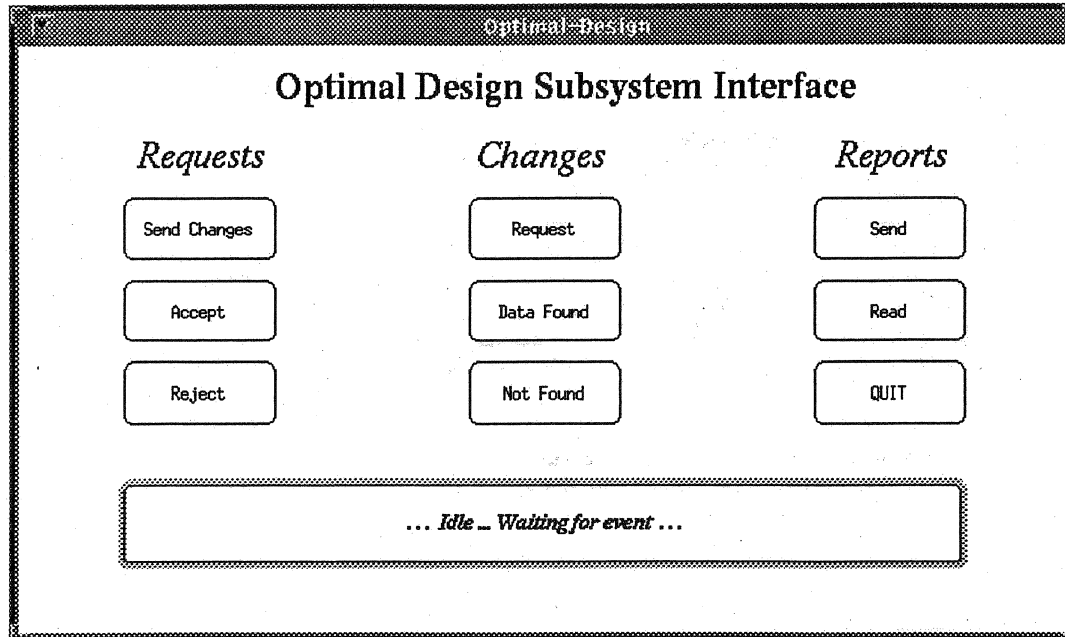 Optimal-Design
Optimal Design Subsystem Interface
Requests Changes Reports
Send Changes Request Send
Accept Data Found Read
Reject Not Found QUIT
... Idle ... Waiting for event ...